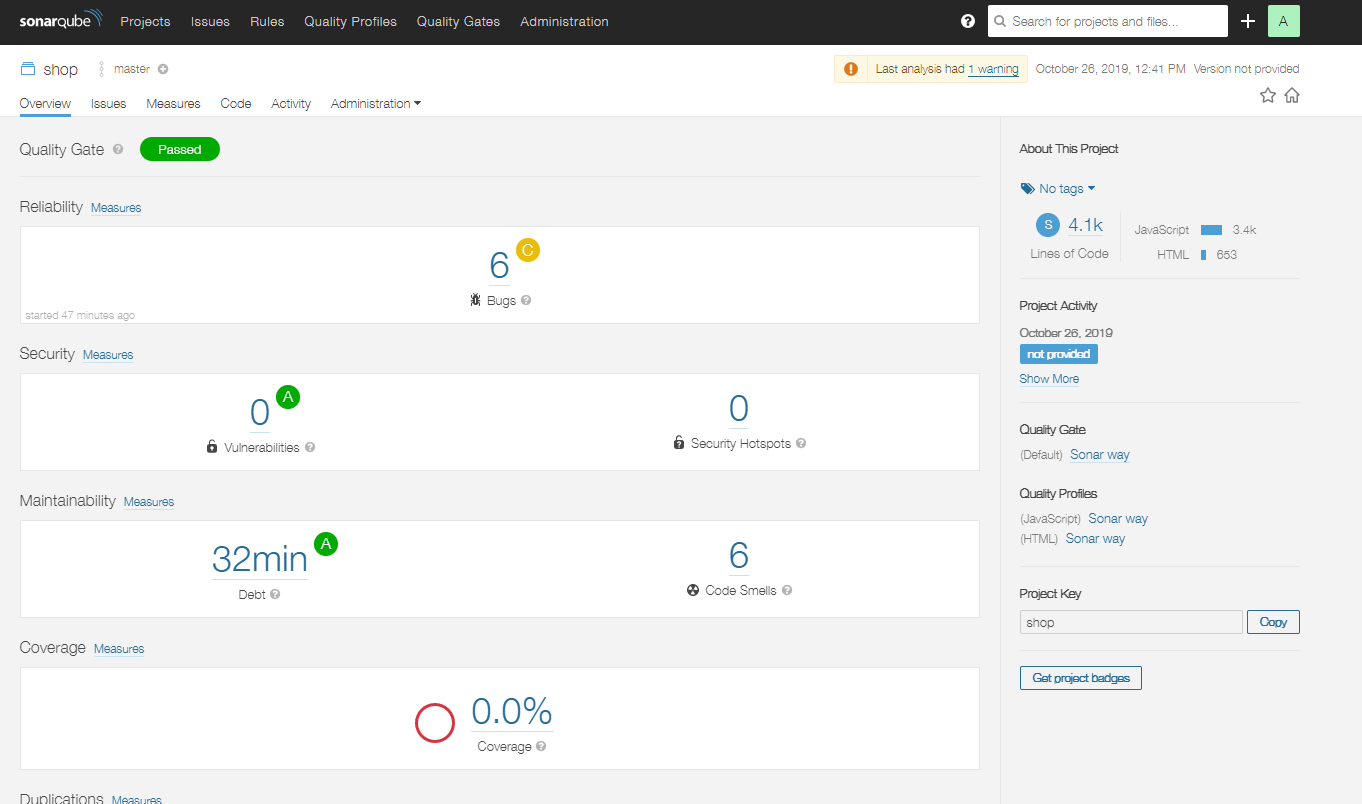 sonarqube Projects Issues Rules Quality Profiles Quality Gates Administration ? Search for projects and files... A
shop master Last analysis had 1 warning October 26, 2019, 12:41 PM Version not provided
Overview Issues Measures Code Activity Administration
Quality Gate ? Passed
Reliability Measures
6 C
Bugs ?
started 47 minutes ago
Security Measures
0 A
Vulnerabilities ?
0
Security Hotspots ?
Maintainability Measures
32min A
Debt ?
6
Code Smells ?
Coverage Measures
0.0%
Coverage ?
Duplications Measures
About This Project
No tags
S 4.1k
Lines of Code
JavaScript 3.4k
HTML 653
Project Activity
October 26, 2019
not provided
Show More
Quality Gate
(Default) Sonar way
Quality Profiles
(JavaScript) Sonar way
(HTML) Sonar way
Project Key
shop Copy
Get project badges